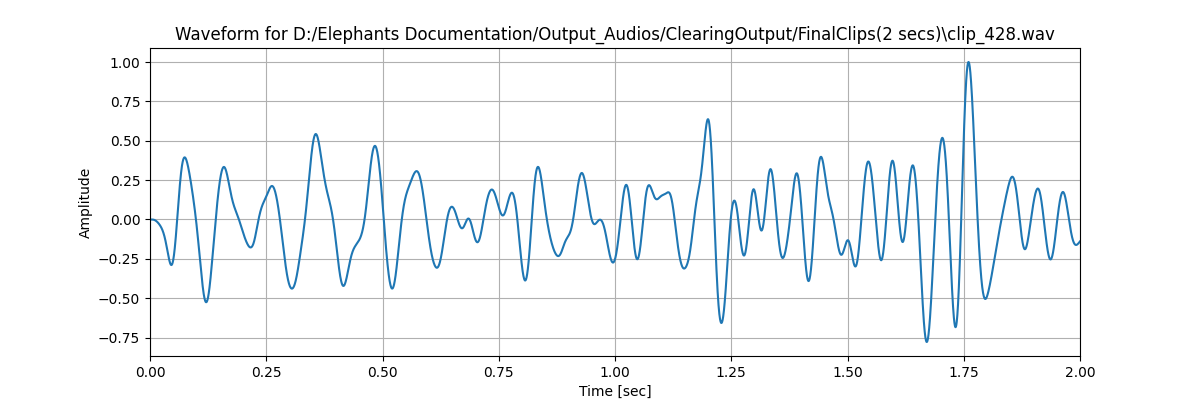 Waveform for D:/Elephants Documentation/Output_Audios/ClearingOutput/FinalClips(2 secs)\clip_428.wav
1.00
0.75
0.50
0.25
0.00
−0.25
−0.50
−0.75
Amplitude
0.00 0.25 0.50 0.75 1.00 1.25 1.50 1.75 2.00
Time [sec]